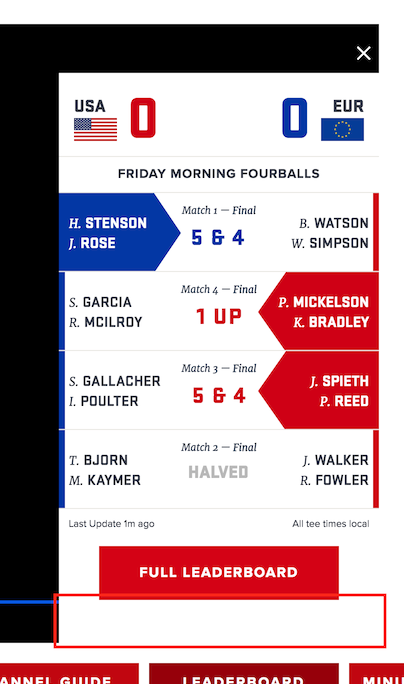 USA 0 0 EUR
FRIDAY MORNING FOURBALLS
Match 1 — Final
H. STENSON
J. ROSE
5 & 4
B. WATSON
W. SIMPSON
Match 4 — Final
S. GARCIA
R. MCILROY
1 UP
P. MICKELSON
K. BRADLEY
Match 3 — Final
S. GALLACHER
I. POULTER
5 & 4
J. SPIETH
P. REED
Match 2 — Final
T. BJORN
M. KAYMER
HALVED
J. WALKER
R. FOWLER
Last Update 1m ago
All tee times local
FULL LEADERBOARD
ANNEL GUIDE
LEADERBOARD
MINI